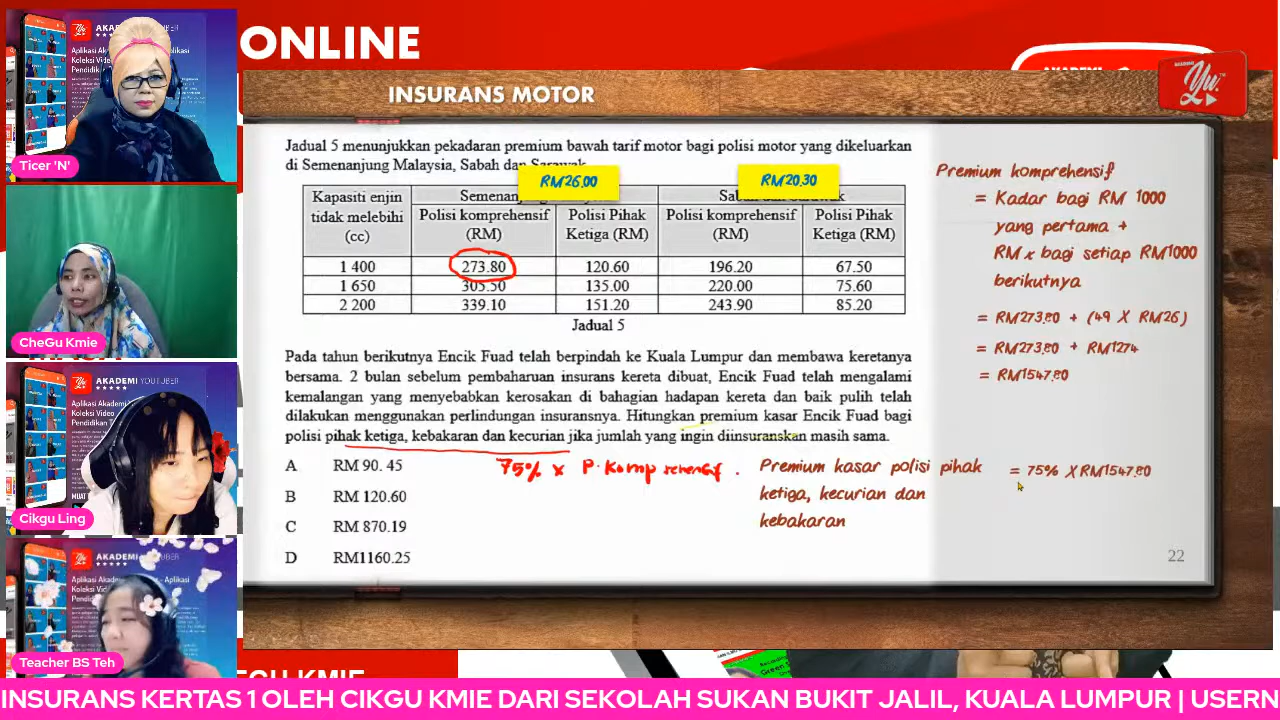 ONLINE
AKADEMI
INSURANS MOTOR
Jadual 5 menunjukkan pekadaran premium bawah tarif motor bagi polisi motor yang dikeluarkan
di Semenanjung Malaysia, Sabah dan Sarawak
RM26.00
RM20.30
Kapasiti enjin tidak melebihi (cc)
Polisi komprehensif (RM)
Polisi Pihak Ketiga (RM)
Polisi komprehensif (RM)
Polisi Pihak Ketiga (RM)
1 400 273.80 120.60 196.20 67.50
1 650 305.50 135.00 220.00 75.60
2 200 339.10 151.20 243.90 85.20
Jadual 5
Pada tahun berikutnya Encik Fuad telah berpindah ke Kuala Lumpur dan membawa keretanya
bersama. 2 bulan sebelum pembaharuan insurans kereta dibuat, Encik Fuad telah mengalami
kemalangan yang menyebabkan kerosakan di bahagian hadapan kereta dan baik pulih telah
dilakukan menggunakan perlindungan insuransnya. Hitungkan premium kasar Encik Fuad bagi
polisi pihak ketiga, kebakaran dan kecurian jika jumlah yang ingin diinsuranskan masih sama.
A RM 90. 45
B RM 120.60
C RM 870.19
D RM1160.25
75% x P. Komprehensif.
Premium kasar polisi pihak
ketiga, kecurian dan
kebakaran
= 75% X RM1547.80
Premium komprehensif
= Kadar bagi RM 1000
yang pertama +
RMx bagi setiap RM1000
berikutnya
= RM273.80 + (49 X RM26)
= RM273.80 + RM1274
= RM1547.80
22
Ticer 'N'
CheGu Kmie
AKADEMI YOUTUBER
Cikgu Ling
Teacher BS Teh
INSURANS KERTAS 1 OLEH CIKGU KMIE DARI SEKOLAH SUKAN BUKIT JALIL, KUALA LUMPUR | USERN